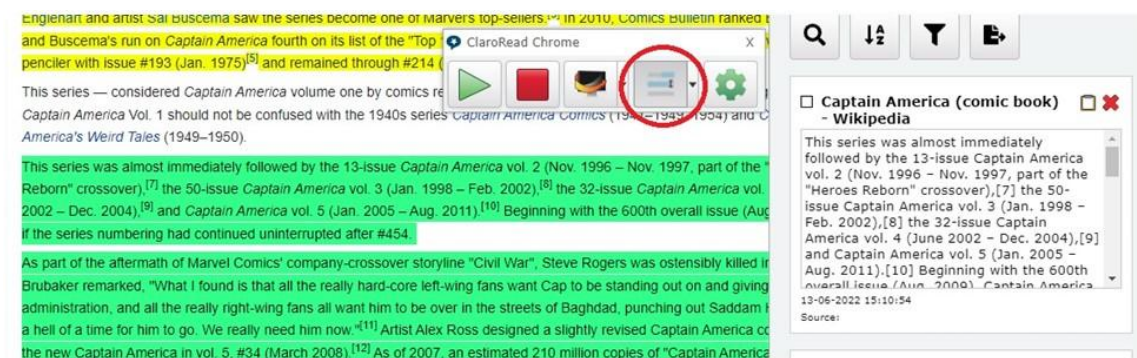 Englehart and artist Sal Buscema saw the series become one of Marvel's top-sellers. In 2010, Comics Bulletin ranked
and Buscema's run on Captain America fourth on its list of the "Top
penciler with issue #193 (Jan. 1975)[5] and remained through #214 (
This series — considered Captain America volume one by comics
Captain America Vol. 1 should not be confused with the 1940s series Captain America Comics (1941–1949, 1954) and
America's Weird Tales (1949–1950).
This series was almost immediately followed by the 13-issue Captain America vol. 2 (Nov. 1996 – Nov. 1997, part of the "
Reborn" crossover),[7] the 50-issue Captain America vol. 3 (Jan. 1998 – Feb. 2002),[8] the 32-issue Captain America vol.
2002 – Dec. 2004),[9] and Captain America vol. 5 (Jan. 2005 – Aug. 2011).[10] Beginning with the 600th overall issue
if the series numbering had continued uninterrupted after #454.
As part of the aftermath of Marvel Comics' company-crossover storyline "Civil War", Steve Rogers was ostensibly killed
Brubaker remarked, "What I found is that all the really hard-core left-wing fans want Cap to be standing out on and giving
administration, and all the really right-wing fans all want him to be over in the streets of Baghdad, punching out Saddam
a hell of a time for him to go. We really need him now."[11] Artist Alex Ross designed a slightly revised Captain America
the new Captain America in vol. 5, #34 (March 2008).[12] As of 2007, an estimated 210 million copies of "Captain America
ClaroRead Chrome
X
Captain America (comic book)
- Wikipedia
This series was almost immediately
followed by the 13-issue Captain America
vol. 2 (Nov. 1996 – Nov. 1997, part of the
"Heroes Reborn" crossover),[7] the 50-
issue Captain America vol. 3 (Jan. 1998 –
Feb. 2002),[8] the 32-issue Captain
America vol. 4 (June 2002 – Dec. 2004),[9]
and Captain America vol. 5 (Jan. 2005 –
Aug. 2011).[10] Beginning with the 600th
overall issue (Aug. 2009), Captain America
13-06-2022 15:10:54
Source: